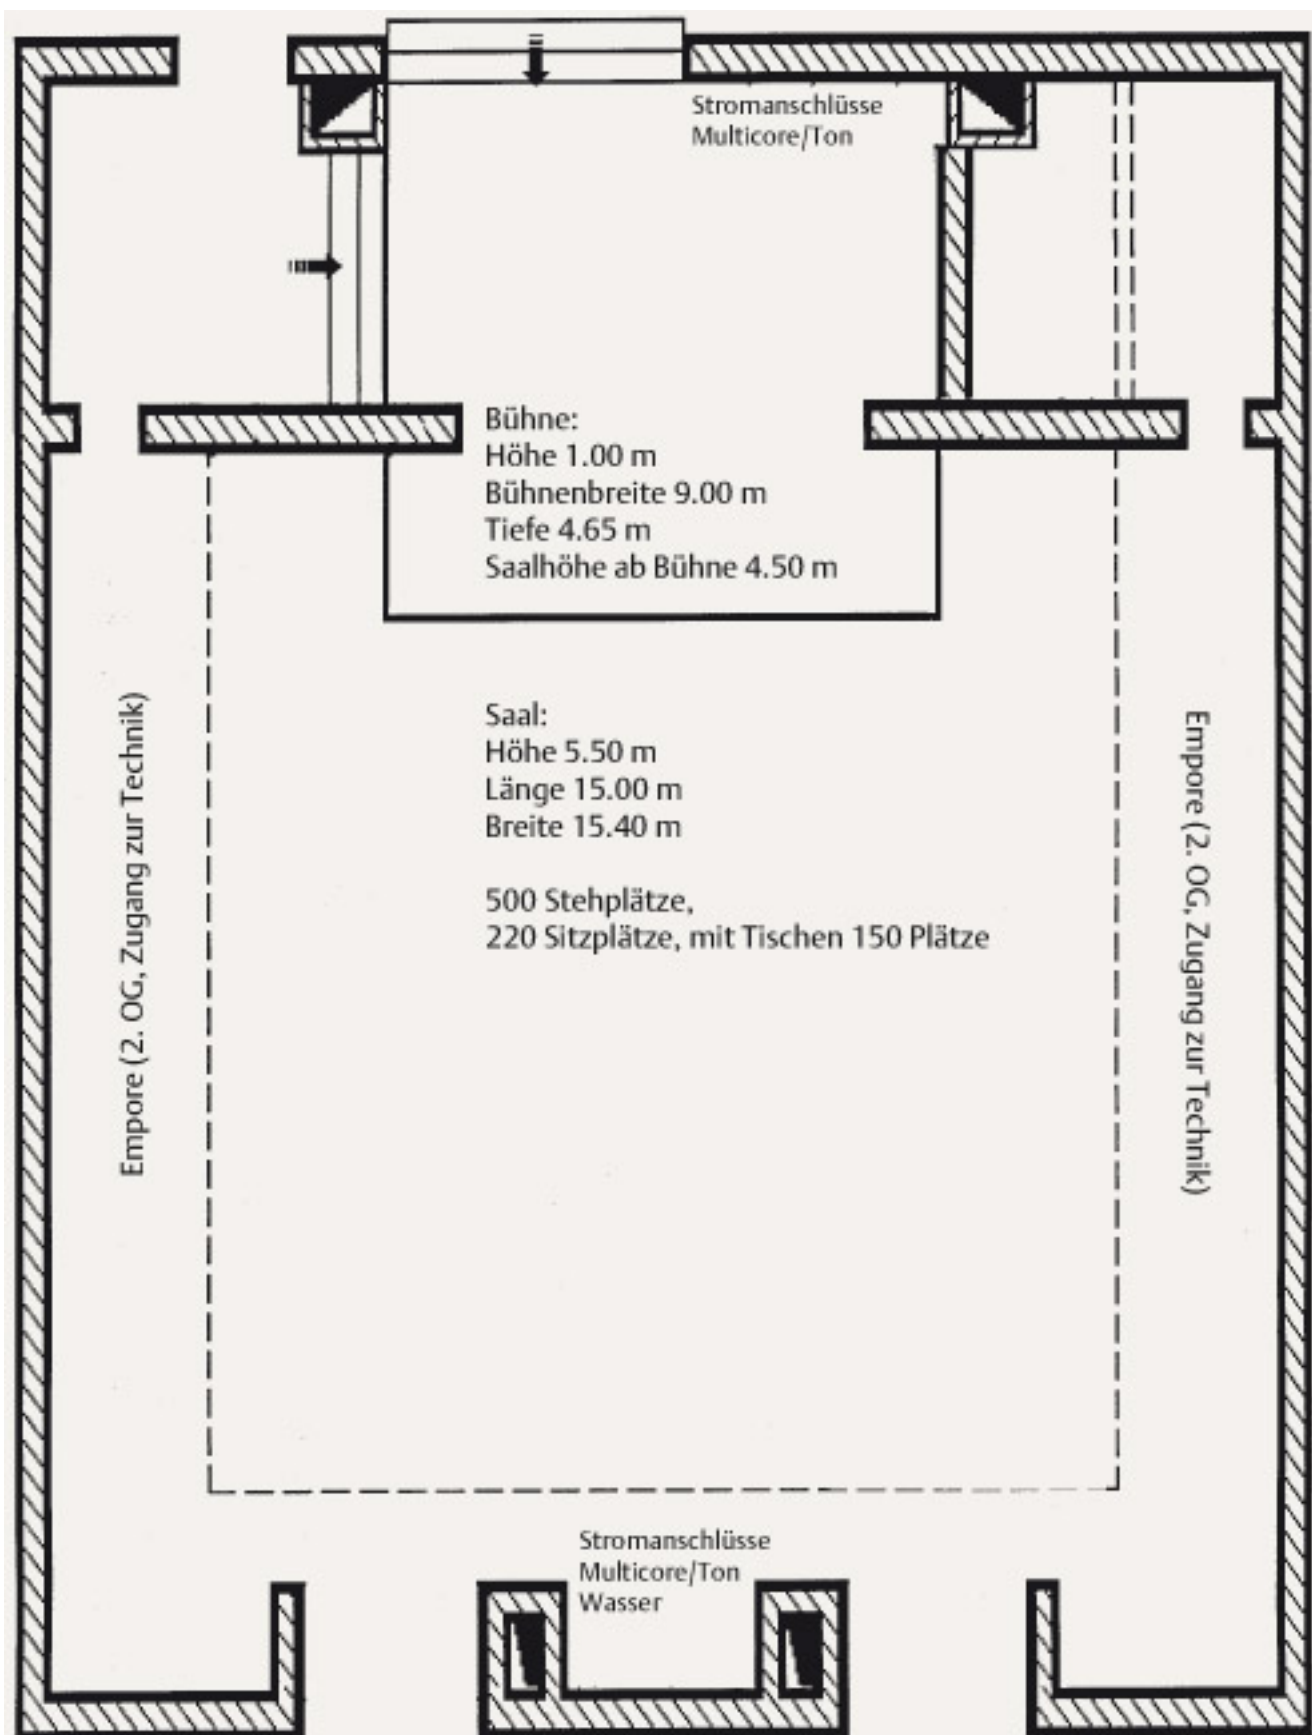 Stromanschlüsse
Multicore/Ton
Bühne:
Höhe 1.00 m
Bühnenbreite 9.00 m
Tiefe 4.65 m
Saalhöhe ab Bühne 4.50 m
Empore (2. OG, Zugang zur Technik)
Saal:
Höhe 5.50 m
Länge 15.00 m
Breite 15.40 m
500 Stehplätze,
220 Sitzplätze, mit Tischen 150 Plätze
Empore (2. OG, Zugang zur Technik)
Stromanschlüsse
Multicore/Ton
Wasser